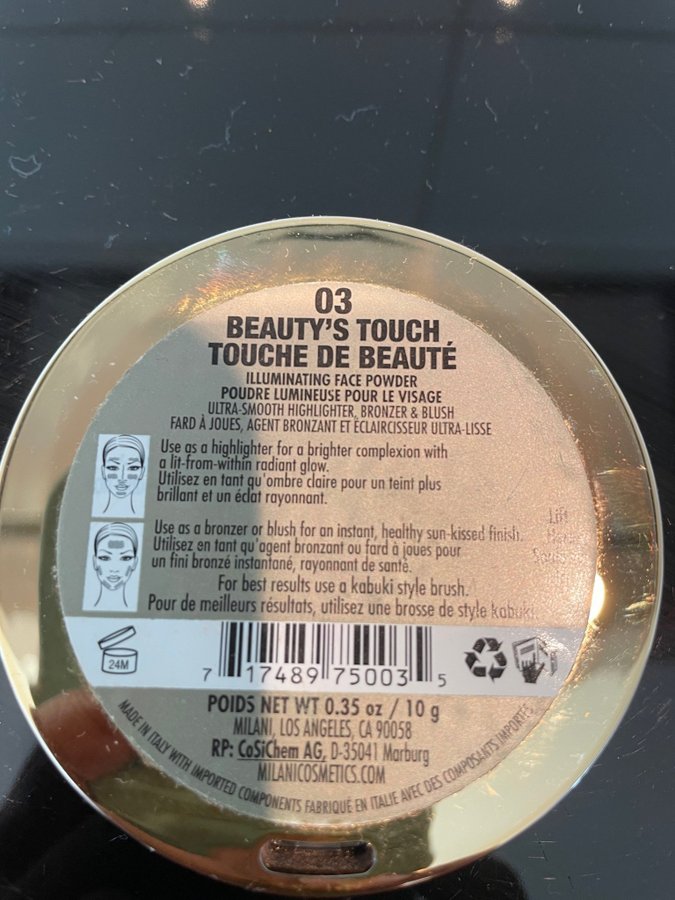 03
BEAUTY'S TOUCH
TOUCHE DE BEAUTÉ
ILLUMINATING FACE POWDER
POUDRE LUMINEUSE POUR LE VISAGE
ULTRA-SMOOTH HIGHLIGHTER, BRONZER & BLUSH
FARD À JOUES, AGENT BRONZANT ET ÉCLAIRCISSEUR ULTRA-LISSE
Use as a highlighter for a brighter complexion with
a lit-from-within radiant glow.
Utilisez en tant qu'ombre claire pour un teint plus
brillant et un éclat rayonnant.
Use as a bronzer or blush for an instant, healthy sun-kissed finish.
Utilisez en tant qu'agent bronzant ou fard à joues pour
un fini bronzé instantané, rayonnant de santé.
Lift
For best results use a kabuki style brush.
Pour de meilleurs résultats, utilisez une brosse de style kabuki.
24M
7 17489 75003 5
POIDS NET WT 0.35 oz / 10 g
MILANI, LOS ANGELES, CA 90058
RP: CoSiChem AG, D-35041 Marburg
MILANICOSMETICS.COM
MADE IN ITALY WITH IMPORTED COMPONENTS FABRIQUÉ EN ITALIE AVEC DES COMPOSANTS IMPORTÉS